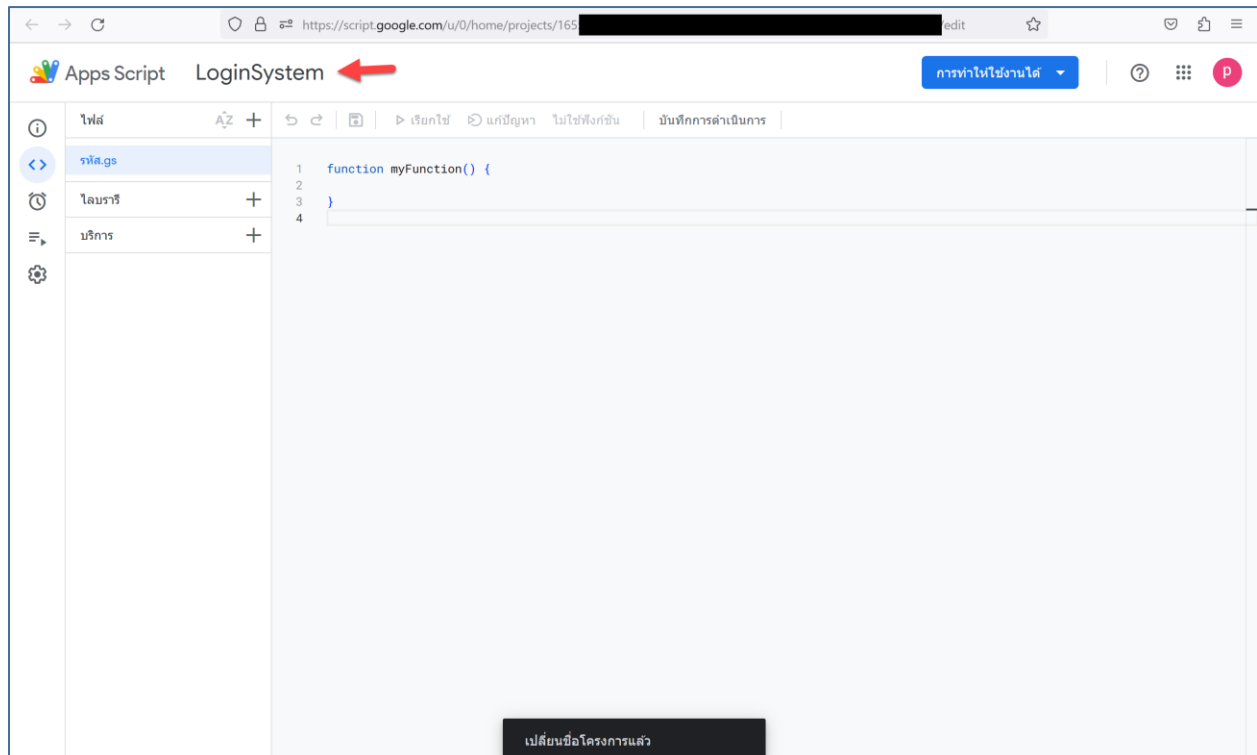 https://script.google.com/u/0/home/projects/165
/edit
Apps Script LoginSystem
การทำให้ใช้งานได้
p
ไฟล์
AZ
เรียกใช้ แก้ปัญหา ไม่ใช่ฟังก์ชัน บันทึกการดำเนินการ
รหัส.gs
ไลบรารี
บริการ
1 function myFunction() {
2
3 }
4
เปลี่ยนชื่อโครงการแล้ว